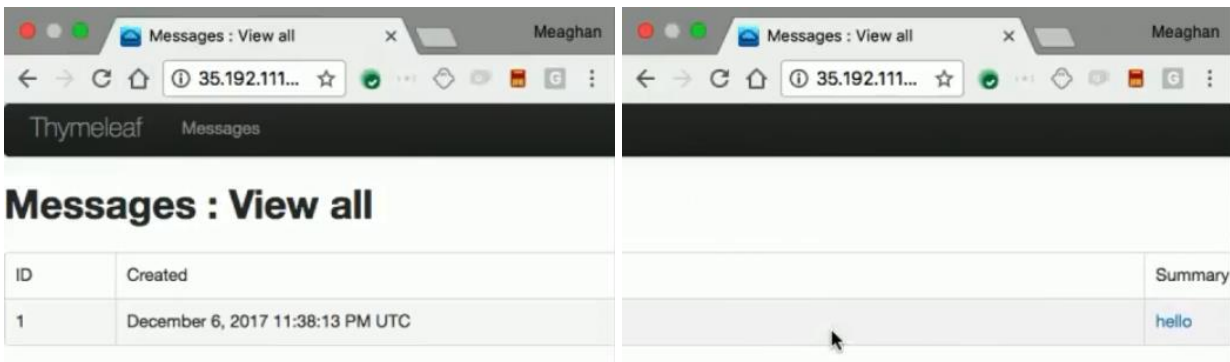 Messages : View all
Meaghan
35.192.111...
Thymeleaf Messages
Messages : View all
ID Created
1 December 6, 2017 11:38:13 PM UTC
Messages : View all
Meaghan
35.192.111...
Summary
hello